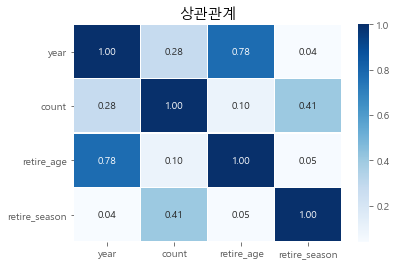 상관관계
year 1.00 0.28 0.78 0.04
count 0.28 1.00 0.10 0.41
retire_age 0.78 0.10 1.00 0.05
retire_season 0.04 0.41 0.05 1.00
year count retire_age retire_season
1.0
0.8
0.6
0.4
0.2